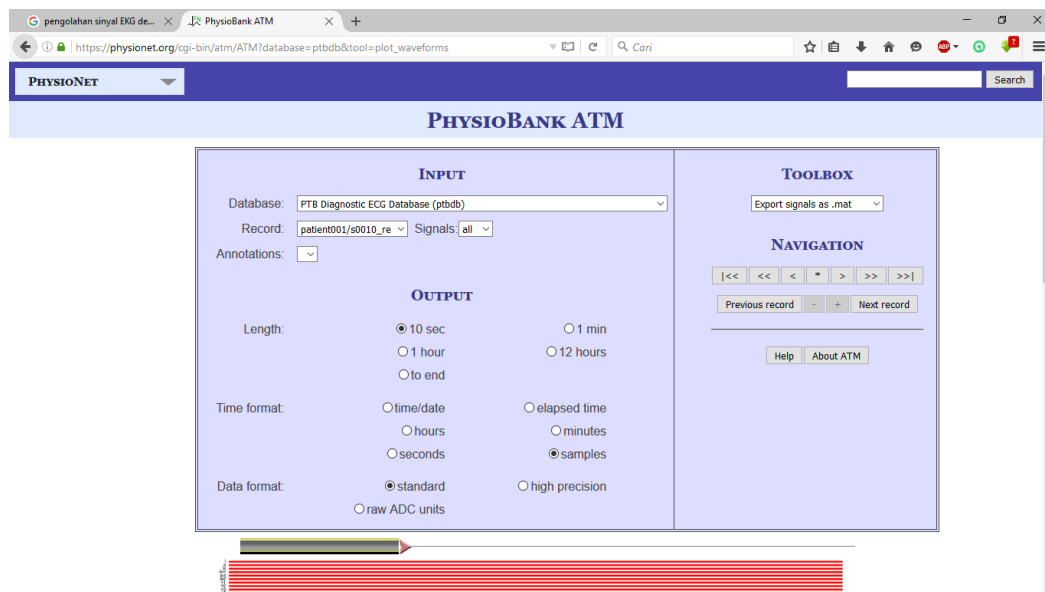 pengolahan sinyal EKG de...
PhysioBank ATM
https://physionet.org/cgi-bin/atm/ATM?database=ptbdb&tool=plot_waveforms
Cari
ABP
?
PHYSIONET
Search
PHYSIOBANK ATM
INPUT
Database: PTB Diagnostic ECG Database (ptbdb)
Record: patient001/s0010_re Signals: all
Annotations:
OUTPUT
Length: 10 sec 1 min
1 hour 12 hours
to end
Time format: time/date elapsed time
hours minutes
seconds samples
Data format: standard high precision
raw ADC units
TOOLBOX
Export signals as .mat
NAVIGATION
|<< << < * > >> >>|
Previous record - + Next record
Help About ATM